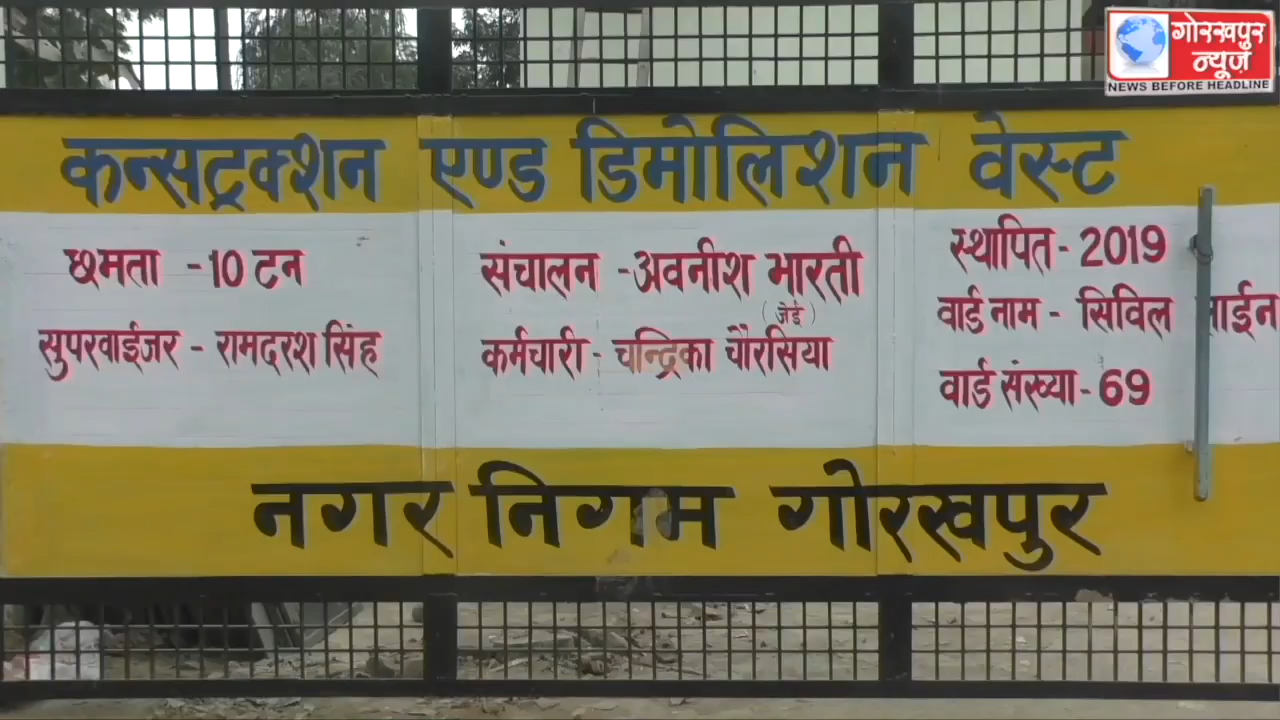 गोरखपुर
न्यूज़
NEWS BEFORE HEADLINE
कन्सट्रक्शन एण्ड डिमोलिशन वेस्ट
छमता - 10 टन
सुपरवाईजर - रामदरश सिंह
संचालन - अवनीश भारती
(जेई)
कर्मचारी - चन्द्रिका चौरसिया
स्थापित - 2019
वार्ड नाम - सिविल
वार्ड संख्या - 69
नगर निगम गोरखपुर